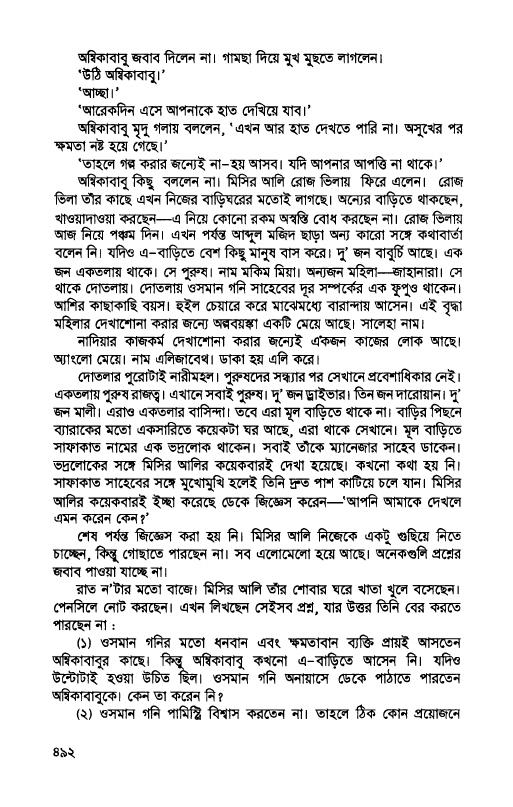 অম্বিকাবাবু জবাব দিলেন না। গামছা দিয়ে মুখ মুছতে লাগলেন।
‘উঠি অম্বিকাবাবু।’
‘আচ্ছা।’
‘আরেকদিন এসে আপনাকে হাত দেখিয়ে যাব।’
অম্বিকাবাবু মৃদু গলায় বললেন, ‘এখন আর হাত দেখতে পারি না। অসুখের পর
ক্ষমতা নষ্ট হয়ে গেছে।’
‘তাহলে গল্প করার জন্যেই না-হয় আসব। যদি আপনার আপত্তি না থাকে।’
অম্বিকাবাবু কিছু বললেন না। মিসির আলি রোজ ভিলায় ফিরে এলেন। রোজ
ভিলা তাঁর কাছে এখন নিজের বাড়িঘরের মতোই লাগছে। অন্যের বাড়িতে থাকছেন,
খাওয়াদাওয়া করছেন—এ নিয়ে কোনো রকম অস্বস্তি বোধ করছেন না। রোজ ভিলায়
আজ নিয়ে পঞ্চম দিন। এখন পর্যন্ত আব্দুল মজিদ ছাড়া অন্য কারো সঙ্গে কথাবার্তা
বলেন নি। যদিও এ-বাড়িতে বেশ কিছু মানুষ বাস করে। দু’ জন বাবুর্চি আছে। এক
জন একতলায় থাকে। সে পুরুষ। নাম মকিম মিয়া। অন্যজন মহিলা—জাহানারা। সে
থাকে দোতলায়। দোতলায় ওসমান গনি সাহেবের দূর সম্পর্কের এক ফুপুও থাকেন।
আশির কাছাকাছি বয়স। হুইল চেয়ারে করে মাঝেমধ্যে বারান্দায় আসেন। এই বৃদ্ধা
মহিলার দেখাশোনা করার জন্যে অল্পবয়স্কা একটি মেয়ে আছে। সালেহা নাম।
নাদিয়ার কাজকর্ম দেখাশোনা করার জন্যেই একজন কাজের লোক আছে।
অ্যাংলো মেয়ে। নাম এলিজাবেথ। ডাকা হয় এলি করে।
দোতলার পুরোটাই নারীমহল। পুরুষদের সন্ধ্যার পর সেখানে প্রবেশাধিকার নেই।
একতলায় পুরুষ রাজত্ব। এখানে সবাই পুরুষ। দু’ জন ড্রাইভার। তিন জন দারোয়ান। দু’
জন মালী। এরাও একতলার বাসিন্দা। তবে এরা মূল বাড়িতে থাকে না। বাড়ির পিছনে
ব্যারাকের মতো একসারিতে কয়েকটা ঘর আছে, এরা থাকে সেখানে। মূল বাড়িতে
সাফাকাত নামের এক ভদ্রলোক থাকেন। সবাই তাঁকে ম্যানেজার সাহেব ডাকেন।
ভদ্রলোকের সঙ্গে মিসির আলির কয়েকবারই দেখা হয়েছে। কখনো কথা হয় নি।
সাফাকাত সাহেবের সঙ্গে মুখোমুখি হলেই তিনি দ্রুত পাশ কাটিয়ে চলে যান। মিসির
আলির কয়েকবারই ইচ্ছা করেছে ডেকে জিজ্ঞেস করেন—‘আপনি আমাকে দেখলে
এমন করেন কেন?’
শেষ পর্যন্ত জিজ্ঞেস করা হয় নি। মিসির আলি নিজেকে একটু গুছিয়ে নিতে
চাচ্ছেন, কিন্তু গোছাতে পারছেন না। সব এলোমেলো হয়ে আছে। অনেকগুলি প্রশ্নের
জবাব পাওয়া যাচ্ছে না।
রাত ন’টার মতো বাজে। মিসির আলি তাঁর শোবার ঘরে খাতা খুলে বসেছেন।
পেনসিলে নোট করছেন। এখন লিখছেন সেইসব প্রশ্ন, যার উত্তর তিনি বের করতে
পারছেন না :
(১) ওসমান গনির মতো ধনবান এবং ক্ষমতাবান ব্যক্তি প্রায়ই আসতেন
অম্বিকাবাবুর কাছে। কিন্তু অম্বিকাবাবু কখনো এ-বাড়িতে আসেন নি। যদিও
উল্টোটাই হওয়া উচিত ছিল। ওসমান গনি অনায়াসে ডেকে পাঠাতে পারতেন
অম্বিকাবাবুকে। কেন তা করেন নি?
(২) ওসমান গনি পামিস্ট্রি বিশ্বাস করতেন না। তাহলে ঠিক কোন প্রয়োজনে
৪৯২